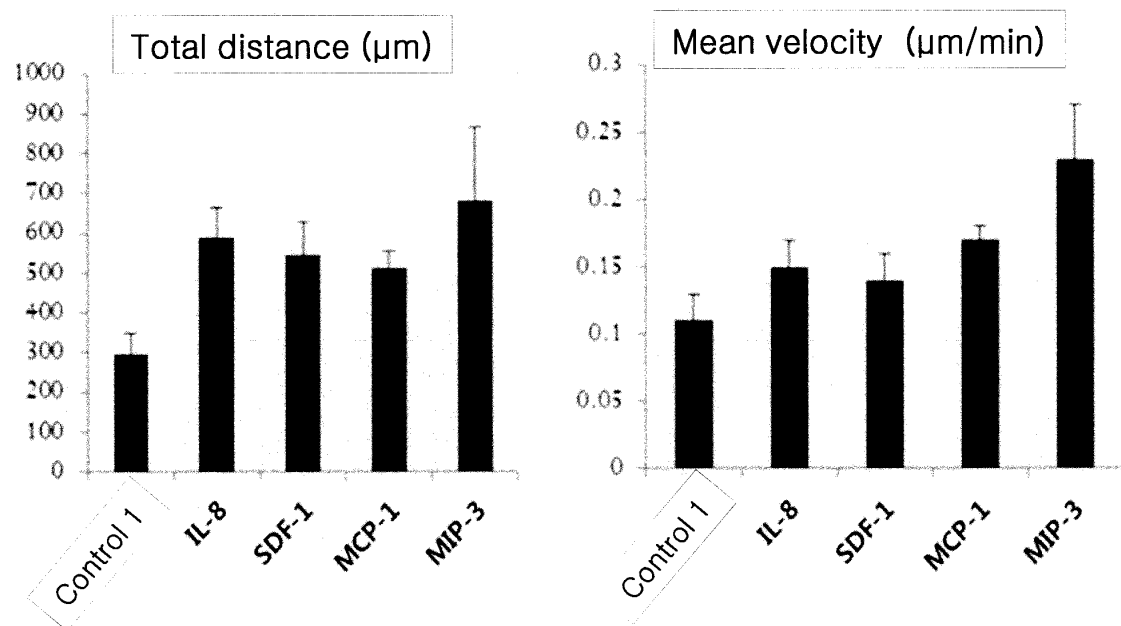 Total distance (μm)
1000
900
800
700
600
500
400
300
200
100
0
Control 1
IL-8
SDF-1
MCP-1
MIP-3
Mean velocity (μm/min)
0.3
0.25
0.2
0.15
0.1
0.05
0
Control 1
IL-8
SDF-1
MCP-1
MIP-3